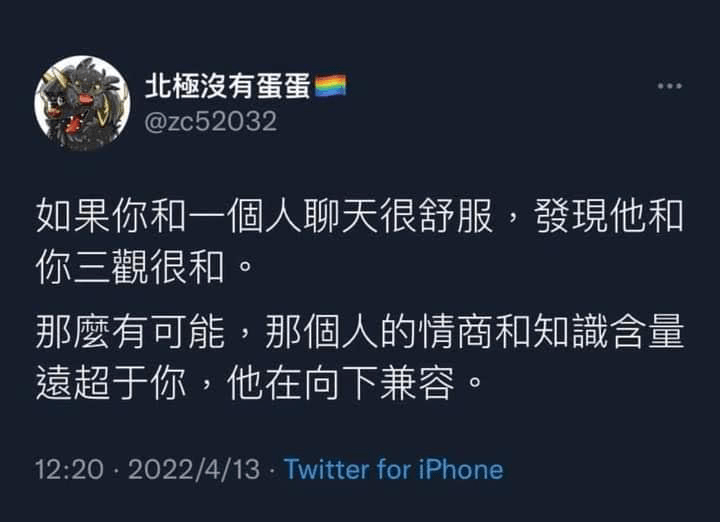 北極沒有蛋蛋🏳️‍🌈
@zc52032
如果你和一個人聊天很舒服，發現他和
你三觀很和。
那麼有可能，那個人的情商和知識含量
遠超于你，他在向下兼容。
12:20 · 2022/4/13 · Twitter for iPhone